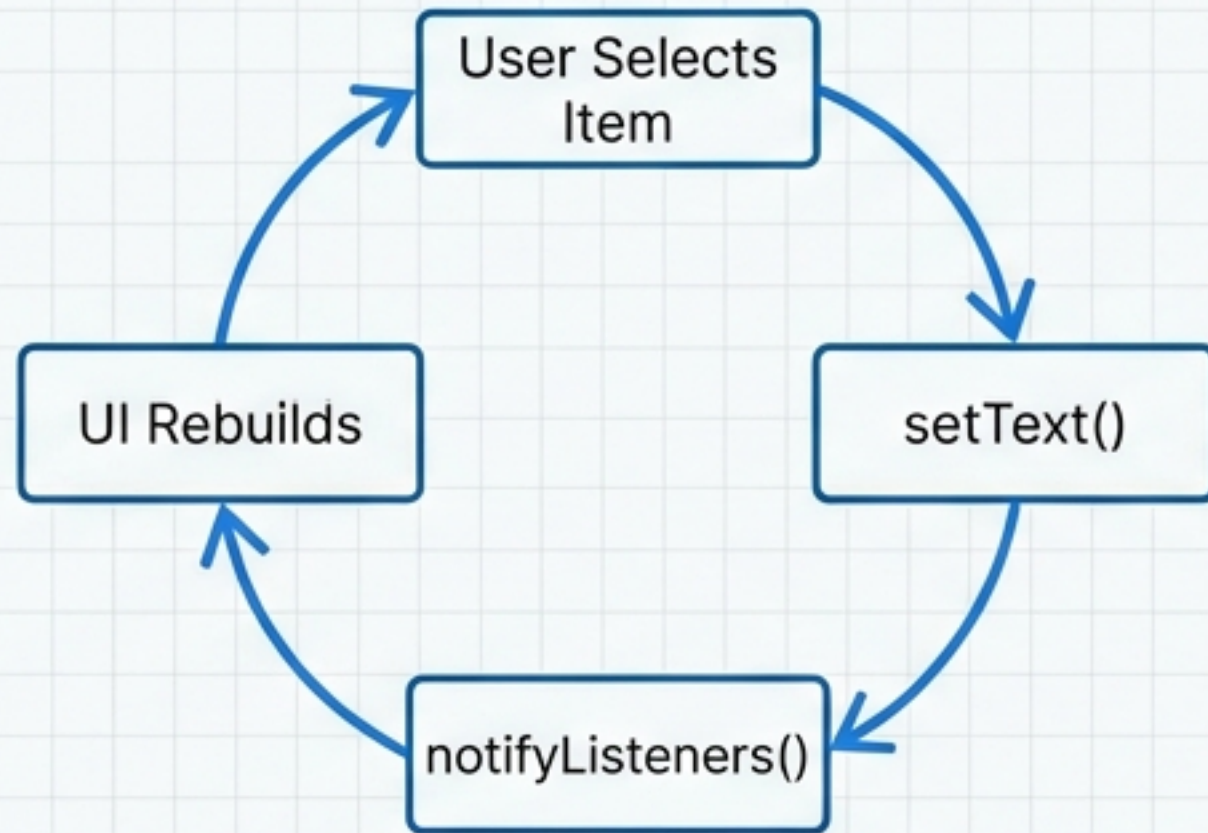 User Selects
Item
setText()
notifyListeners()
UI Rebuilds